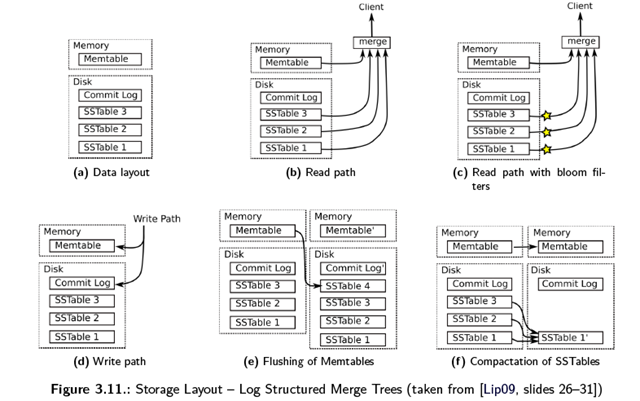 Client
Client
Memory
Memtable
Disk
Commit Log
SSTable 3
SSTable 2
SSTable 1
(a) Data layout
merge
Memory
Memtable
Disk
Commit Log
SSTable 3
SSTable 2
SSTable 1
(b) Read path
merge
Memory
Memtable
Disk
Commit Log
SSTable 3
SSTable 2
SSTable 1
(c) Read path with bloom fil-
ters
Write Path
Memory
Memtable
Disk
Commit Log
SSTable 3
SSTable 2
SSTable 1
(d) Write path
Memory
Memtable
Disk
Commit Log
SSTable 3
SSTable 2
SSTable 1
Memory
Memtable'
Disk
Commit Log'
SSTable 4
SSTable 3
SSTable 2
SSTable 1
(e) Flushing of Memtables
Memory
Memtable
Disk
Commit Log
SSTable 3
SSTable 2
SSTable 1
Memory
Memtable
Disk
Commit Log
SSTable 1'
(f) Compactation of SSTables
Figure 3.11.: Storage Layout – Log Structured Merge Trees (taken from [Lip09, slides 26–31])